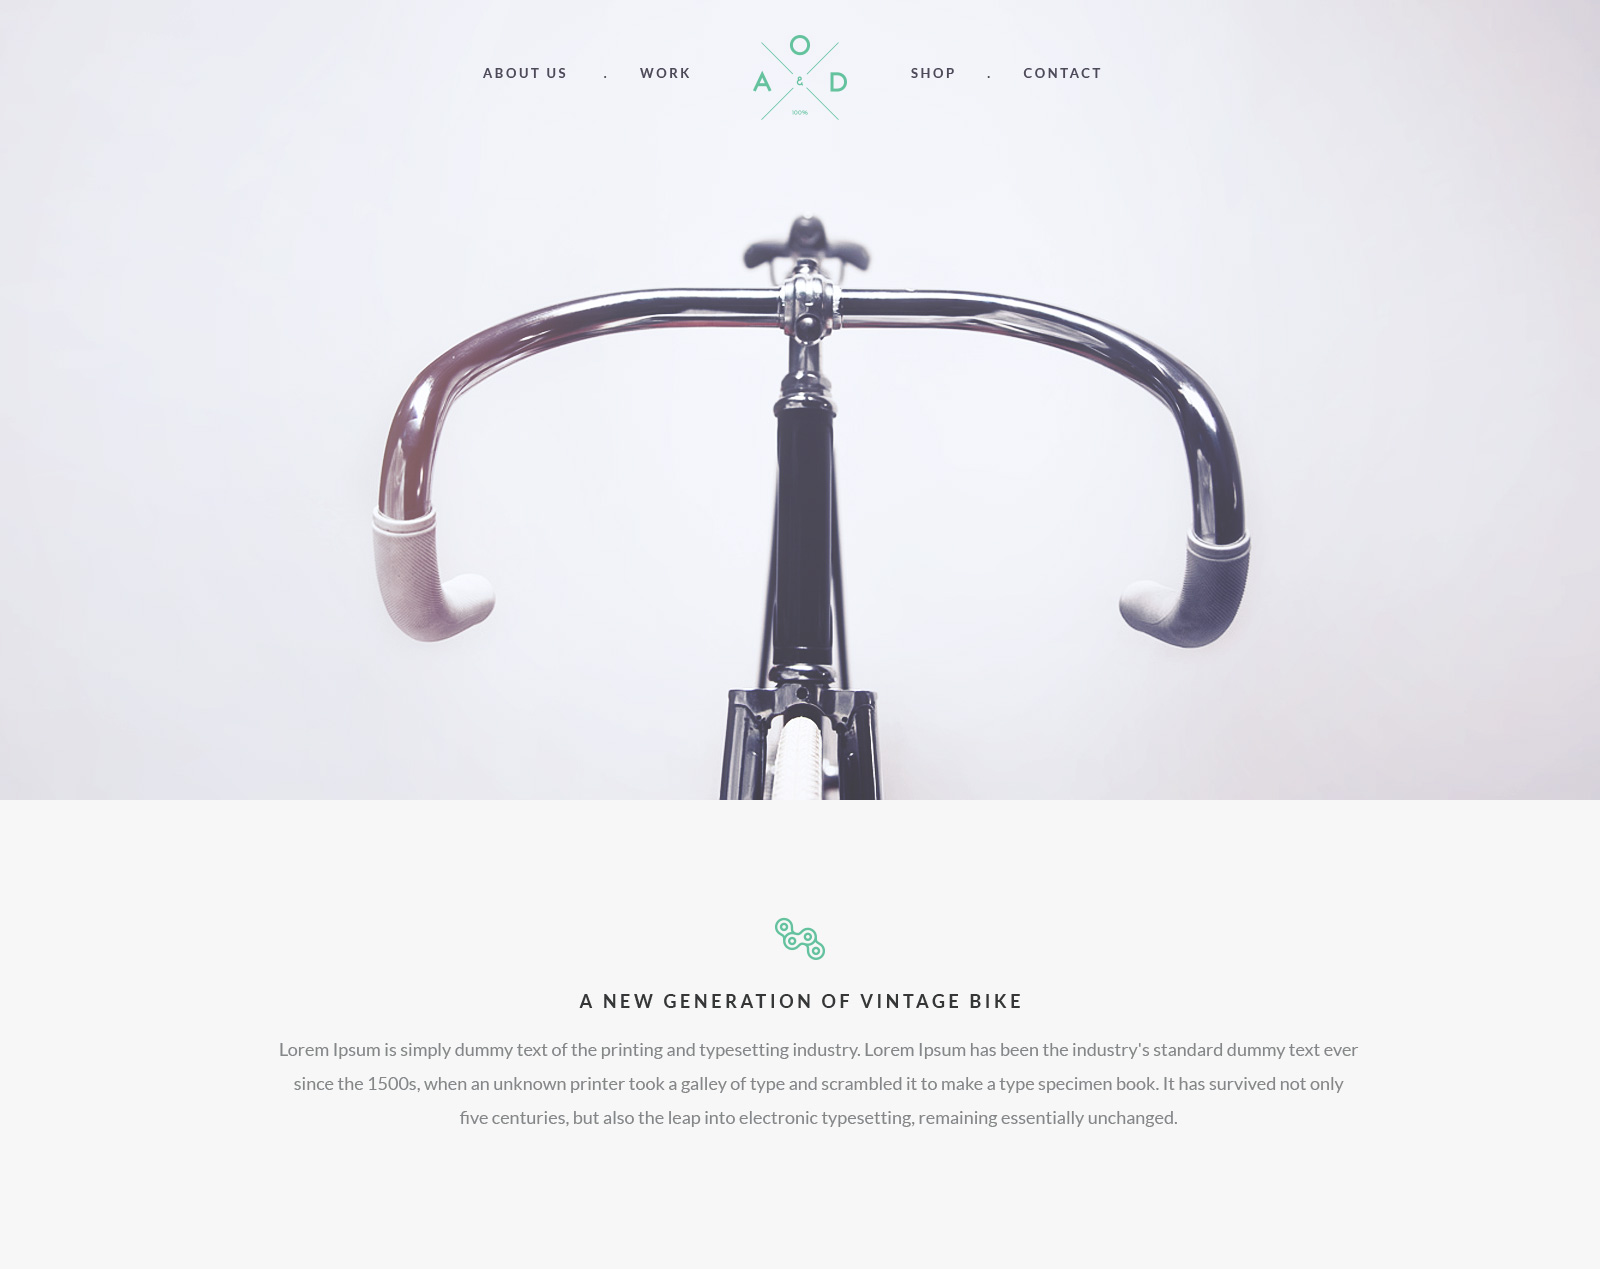 ABOUT US . WORK
O
A & D
100%
SHOP . CONTACT
A NEW GENERATION OF VINTAGE BIKE
Lorem Ipsum is simply dummy text of the printing and typesetting industry. Lorem Ipsum has been the industry's standard dummy text ever
since the 1500s, when an unknown printer took a galley of type and scrambled it to make a type specimen book. It has survived not only
five centuries, but also the leap into electronic typesetting, remaining essentially unchanged.